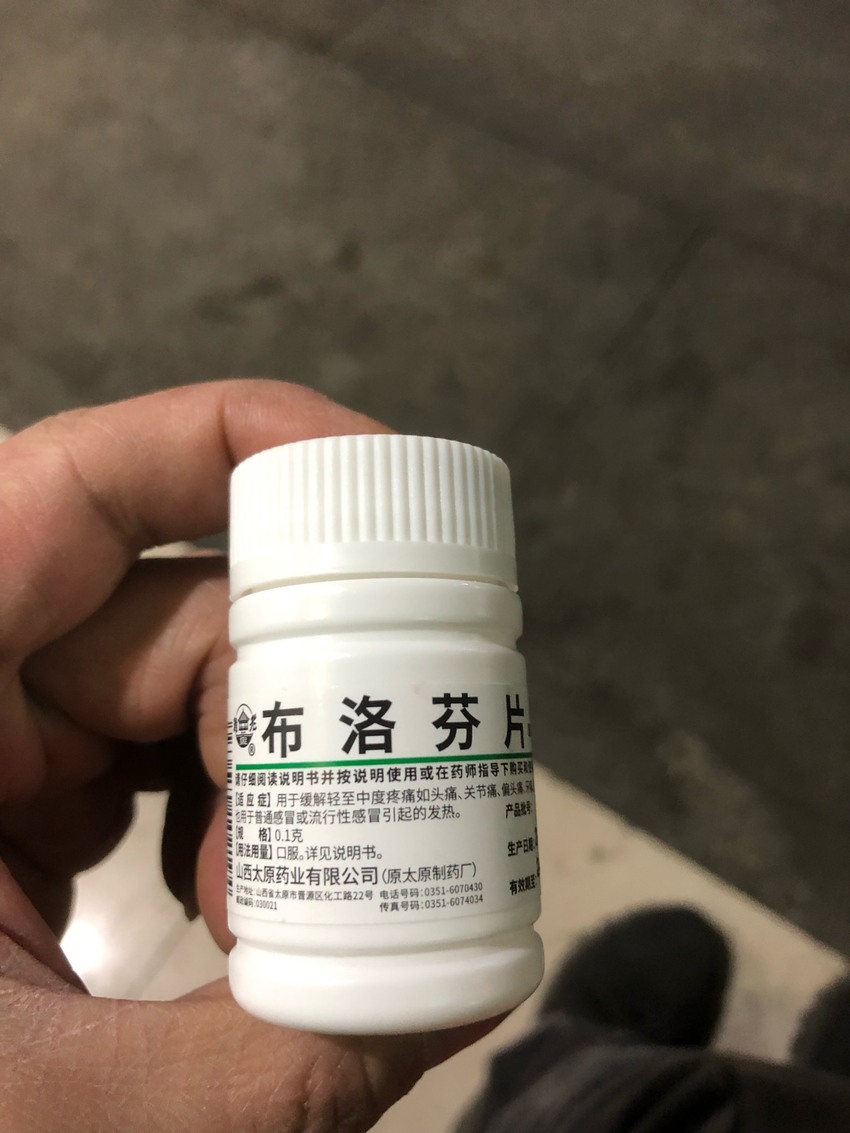 布洛芬片
请仔细阅读说明书并按说明使用或在药师指导下购买和使
【适应症】用于缓解轻至中度疼痛如头痛、关节痛、偏头痛、牙
也用于普通感冒或流行性感冒引起的发热。
产品批号:
【规 格】0.1克
【用法用量】口服。详见说明书。
生产日期:
山西太原药业有限公司(原太原制药厂)
有效期至:
生产地址:山西省太原市晋源区化工路22号 电话号码:0351-6070430
邮政编码:030021 传真号码:0351-6074034